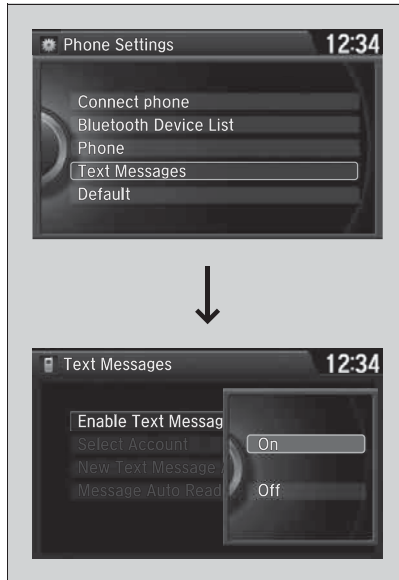 Phone Settings 12:34
Connect phone
Bluetooth Device List
Phone
Text Messages
Default
Text Messages 12:34
Enable Text Messag
Select Account
New Text Message
Message Auto Read
On
Off